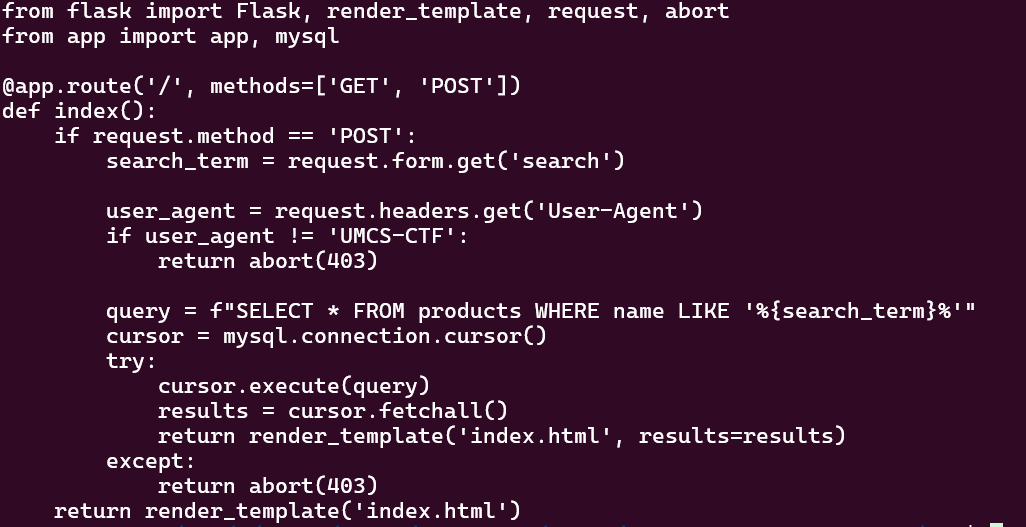 from flask import Flask, render_template, request, abort
from app import app, mysql
@app.route('/', methods=['GET', 'POST'])
def index():
    if request.method == 'POST':
        search_term = request.form.get('search')
        user_agent = request.headers.get('User-Agent')
        if user_agent != 'UMCS-CTF':
            return abort(403)
        query = f"SELECT * FROM products WHERE name LIKE '%{search_term}%'"
        cursor = mysql.connection.cursor()
        try:
            cursor.execute(query)
            results = cursor.fetchall()
            return render_template('index.html', results=results)
        except:
            return abort(403)
    return render_template('index.html')